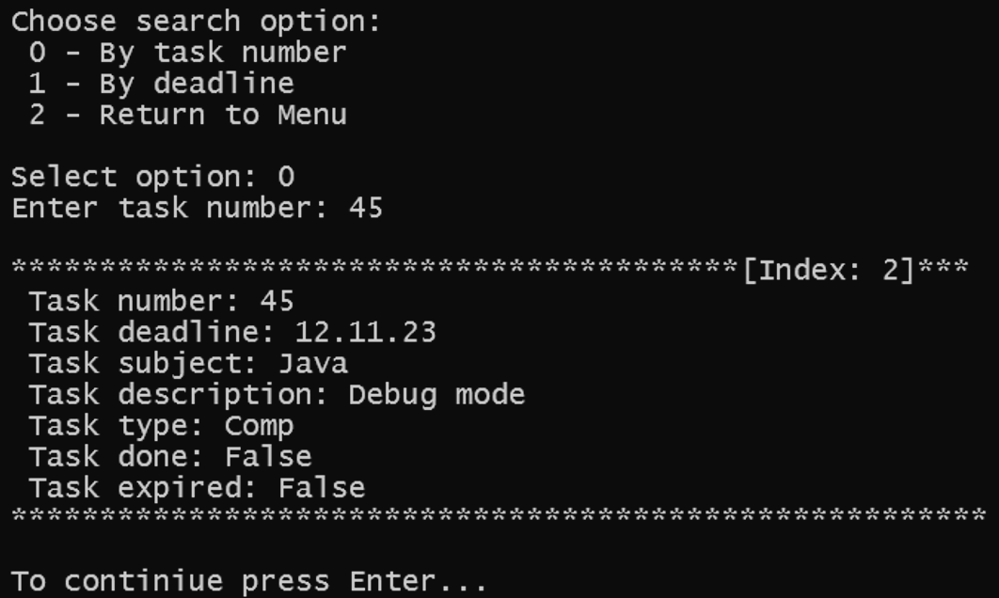 Choose search option:
0 - By task number
1 - By deadline
2 - Return to Menu
Select option: 0
Enter task number: 45
*****************************************[Index: 2]***
Task number: 45
Task deadline: 12.11.23
Task subject: Java
Task description: Debug mode
Task type: Comp
Task done: False
Task expired: False
*******************************************************
To continiue press Enter...